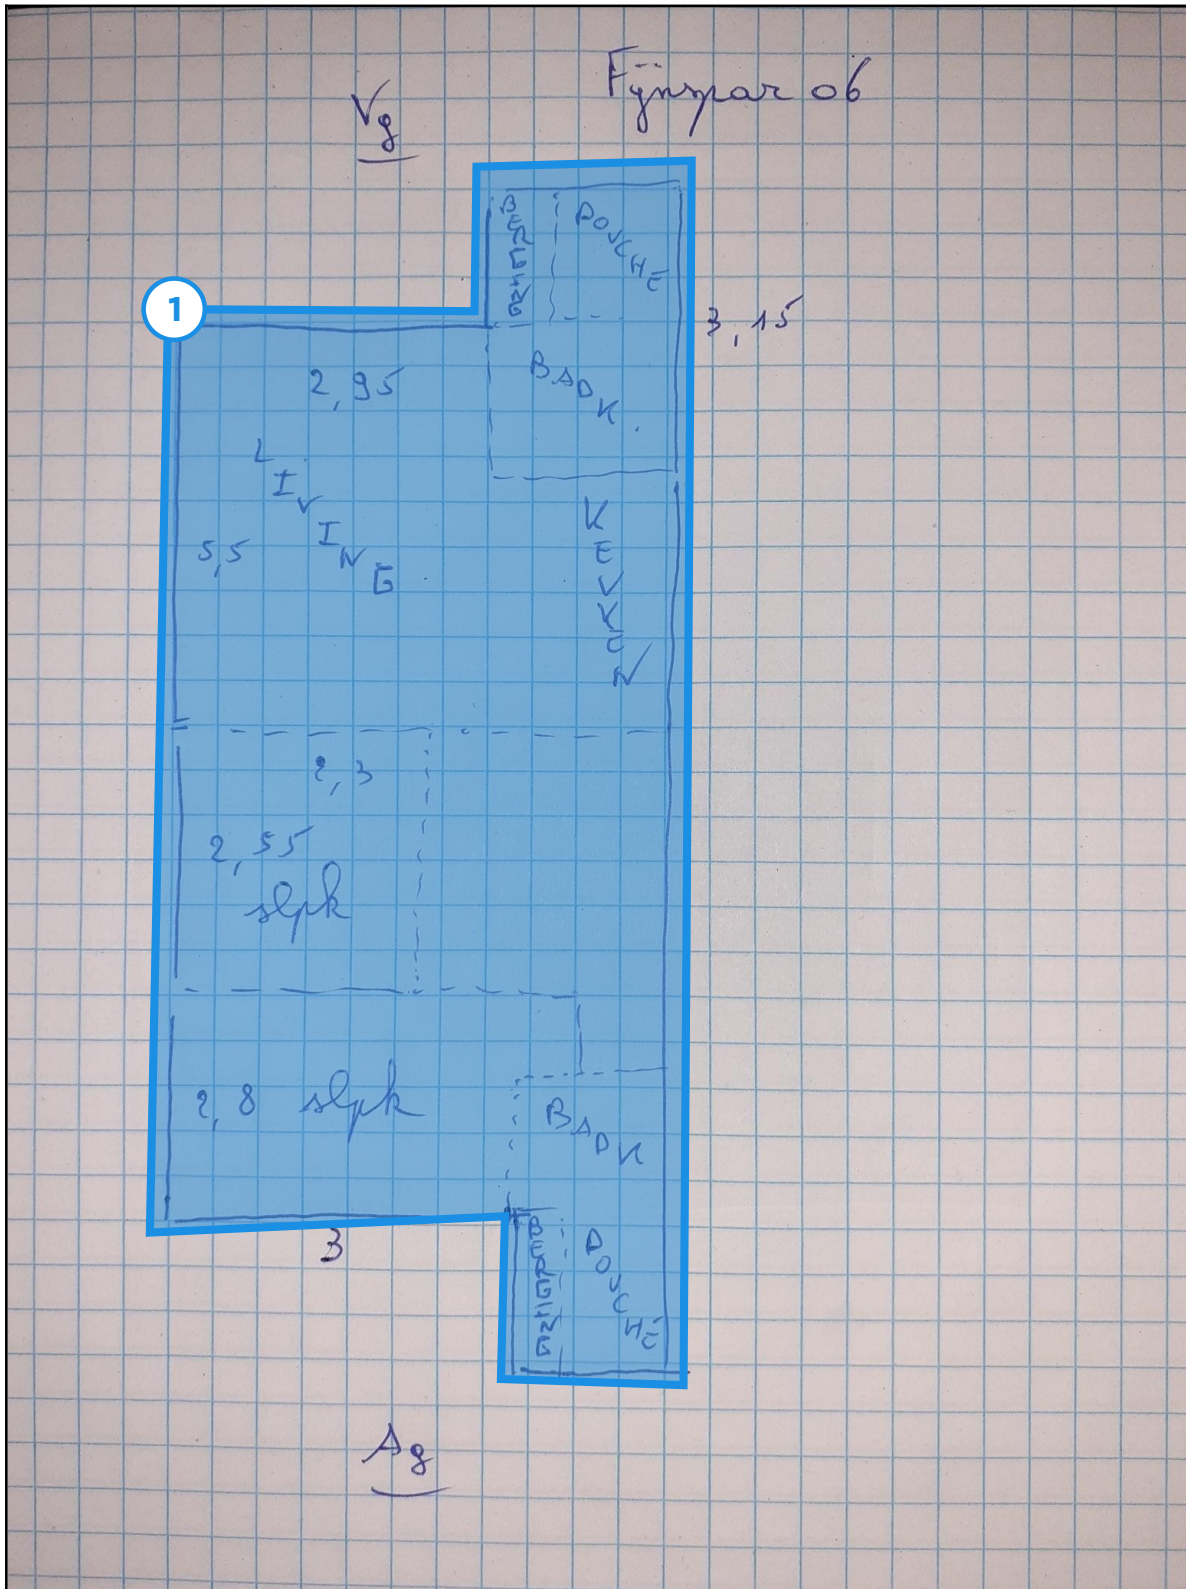 Fijnspar 06
Vg
1
BERGING
DOUCHE
3,15
BADK.
2,95
LIVING
KEUKEN
5,5
2,3
2,55
slpk
2,8 slpk
BADK
3
BERGING
DOUCHE
Ag